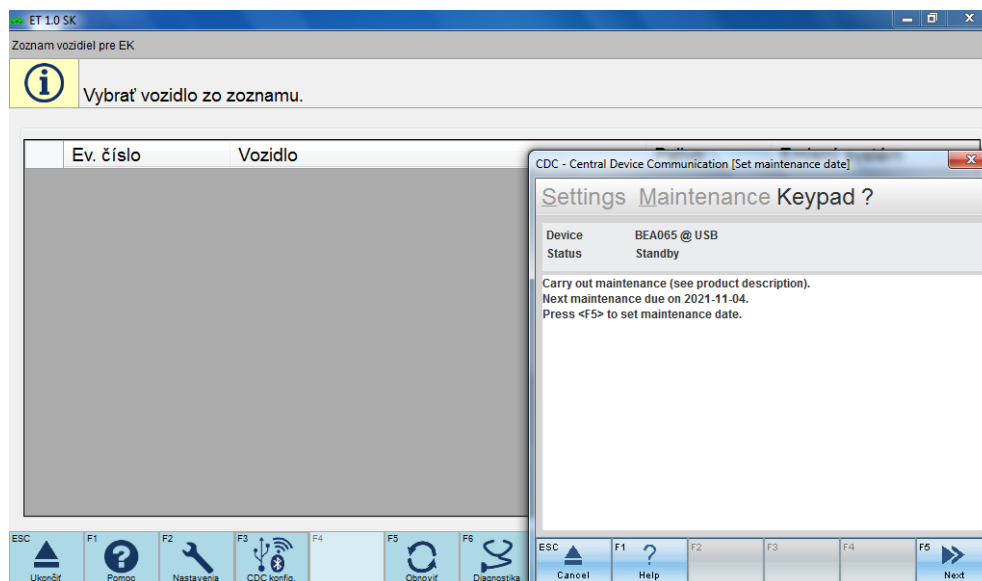 ET 1.0 SK
Zoznam vozidiel pre EK
Vybrať vozidlo zo zoznamu.
Ev. číslo Vozidlo
CDC - Central Device Communication [Set maintenance date]
Settings Maintenance Keypad ?
Device BEA065 @ USB
Status Standby
Carry out maintenance (see product description).
Next maintenance due on 2021-11-04.
Press <F5> to set maintenance date.
ESC F1 F2 F3 F4 F5 F6
Ukončiť Pomoc Nastavenia CDC konfig. Obnoviť Diagnostika
ESC F1 F2 F3 F4 F5
Cancel Help Next